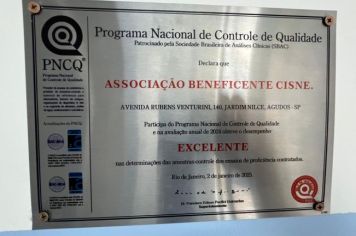 PNCQ
Programa Nacional
de Controle de Qualidade
Programa Nacional de Controle de Qualidade
Patrocinado pela Sociedade Brasileira de Análises Clínicas (SBAC)
Declara que
ASSOCIAÇÃO BENEFICENTE CISNE.
AVENIDA RUBENS VENTURINI, 140, JARDIM NILCE, AGUDOS - SP
Participa do Programa Nacional de Controle de Qualidade
e na avaliação anual de 2024 obteve o desempenho
EXCELENTE
nas determinações das amostras controle dos ensaios de proficiência contratados.
Rio de Janeiro, 2 de janeiro de 2025.
Superintendente